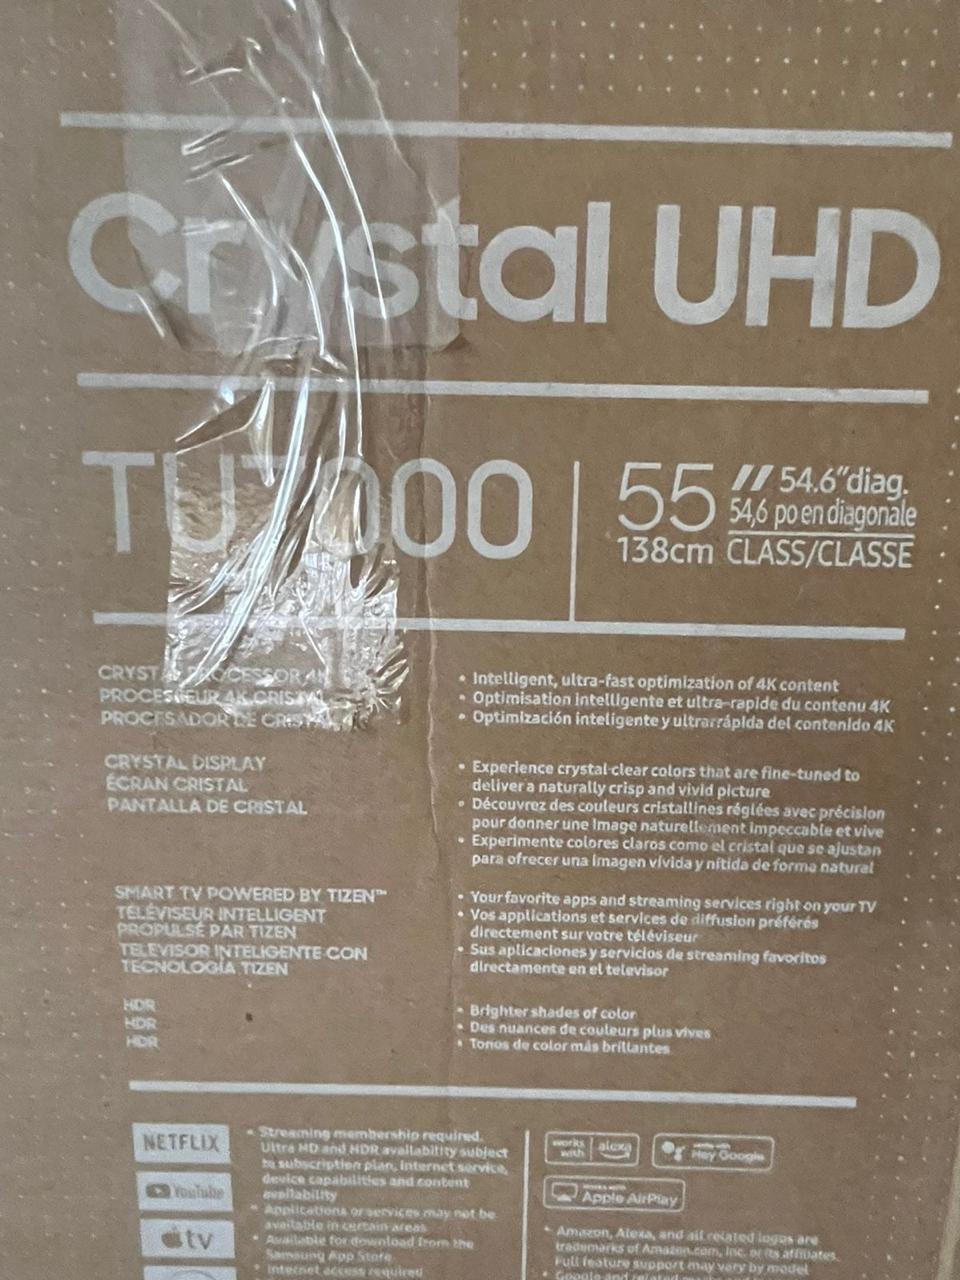 Crystal UHD
TU7000
55" 54.6" diag.
54,6 po en diagonale
138cm CLASS/CLASSE
CRYSTAL PROCESSOR 4K
PROCESSEUR 4K CRISTAL
PROCESADOR DE CRISTAL 4K
• Intelligent, ultra-fast optimization of 4K content
• Optimisation intelligente et ultra-rapide du contenu 4K
• Optimización inteligente y ultrarrápida del contenido 4K
CRYSTAL DISPLAY
ÉCRAN CRISTAL
PANTALLA DE CRISTAL
• Experience crystal-clear colors that are fine-tuned to
deliver a naturally crisp and vivid picture
• Découvrez des couleurs cristallines réglées avec précision
pour donner une image naturellement impeccable et vive
• Experimente colores claros como el cristal que se ajustan
para ofrecer una imagen vívida y nítida de forma natural
SMART TV POWERED BY TIZEN™
TÉLÉVISEUR INTELLIGENT
PROPULSÉ PAR TIZEN
TELEVISOR INTELIGENTE CON
TECNOLOGÍA TIZEN
• Your favorite apps and streaming services right on your TV
• Vos applications et services de diffusion préférés
directement sur votre téléviseur
• Sus aplicaciones y servicios de streaming favoritos
directamente en el televisor
HDR
HDR
HDR
• Brighter shades of color
• Des nuances de couleurs plus vives
• Tonos de color más brillantes
NETFLIX
YouTube
tv
• Streaming membership required.
Ultra HD and HDR availability subject
to subscription plan, Internet service,
device capabilities and content
availability
• Applications or services may not be
available in certain areas
• Available for download from the
Samsung App Store
• Internet access required
works with alexa
works with Hey Google
WORKS WITH Apple AirPlay
• Amazon, Alexa, and all related logos are
trademarks of Amazon.com, Inc. or its affiliates.
Full feature support may vary by model
• Google and related